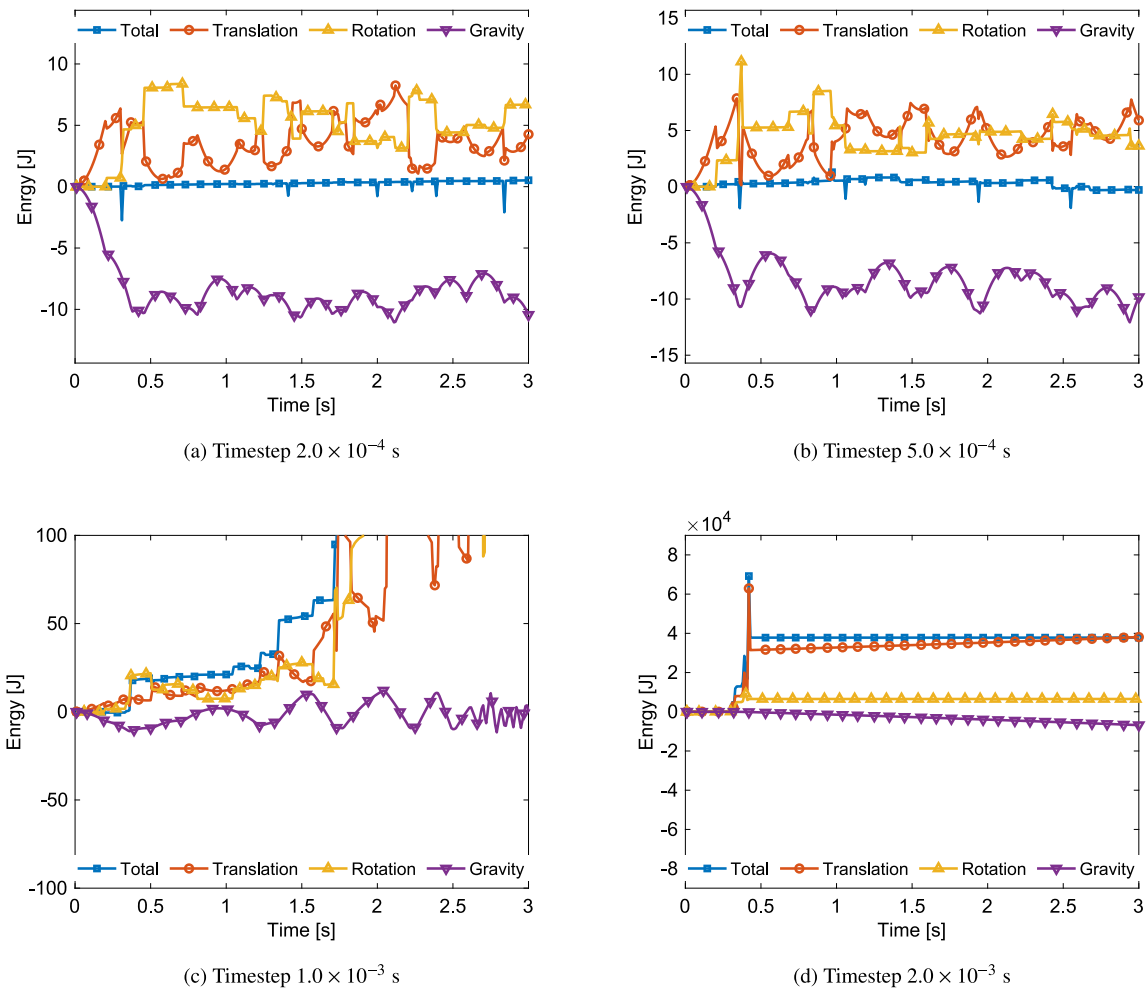 Total Translation Rotation Gravity
10
5
0
-5
-10
Enrgy [J]
0 0.5 1 1.5 2 2.5 3
Time [s]
(a) Timestep 2.0 × 10⁻⁴ s
15
Total Translation Rotation Gravity
10
5
0
-5
-10
-15
Enrgy [J]
0 0.5 1 1.5 2 2.5 3
Time [s]
(b) Timestep 5.0 × 10⁻⁴ s
100
50
0
-50
-100
Enrgy [J]
Total Translation Rotation Gravity
0 0.5 1 1.5 2 2.5 3
Time [s]
(c) Timestep 1.0 × 10⁻³ s
×10⁴
8
6
4
2
0
-2
-4
-6
-8
Enrgy [J]
Total Translation Rotation Gravity
0 0.5 1 1.5 2 2.5 3
Time [s]
(d) Timestep 2.0 × 10⁻³ s